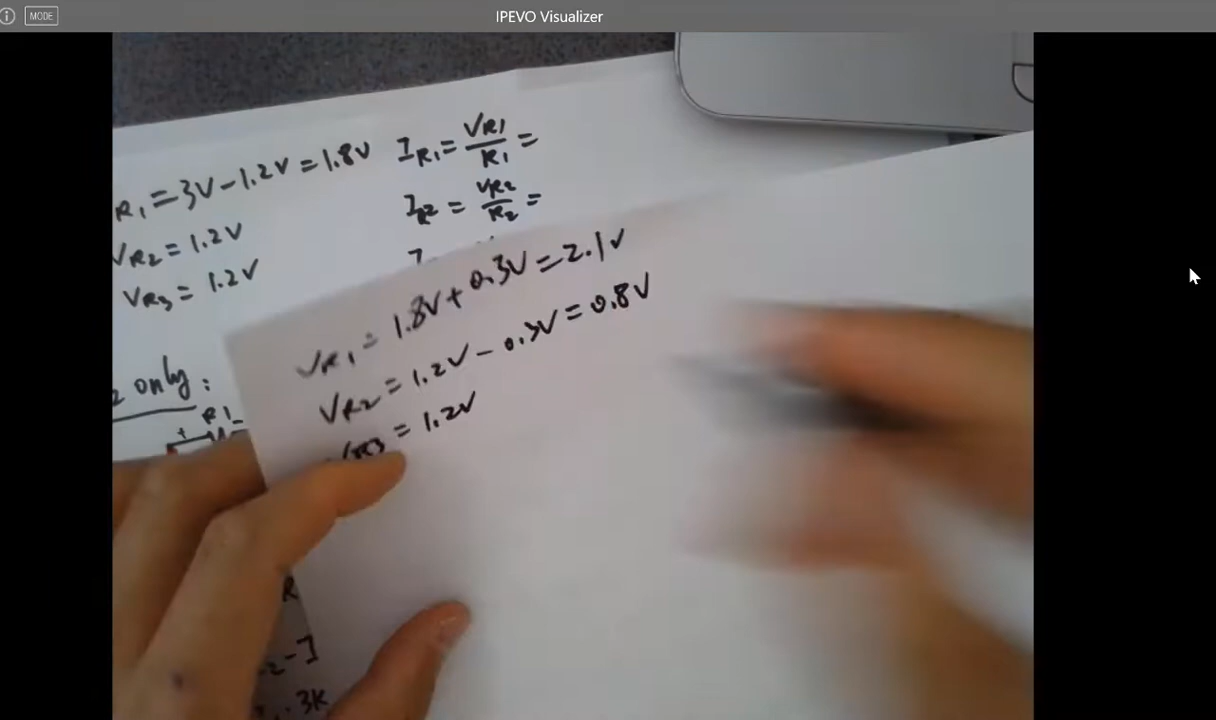 MODE
IPEVO Visualizer
R1 = 3V - 1.2V = 1.8V
VR2 = 1.2V
VR3 = 1.2V
IR1 = VR1/R1 =
IR2 = VR2/R2 =
VR1 = 1.8V + 0.3V = 2.1V
VR2 = 1.2V - 0.3V = 0.8V
VR3 = 1.2V
only:
R1
R
3K